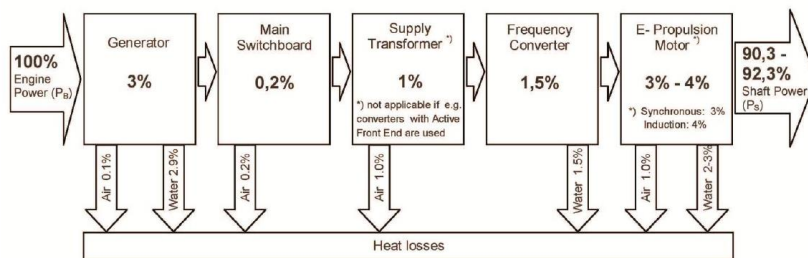 100%
Engine
Power (PB)
Generator
3%
Main
Switchboard
0,2%
Supply
Transformer *)
1%
*) not applicable if e.g.
converters with Active
Front End are used
Frequency
Converter
1,5%
E- Propulsion
Motor *)
3% - 4%
*) Synchronous: 3%
Induction: 4%
90,3 -
92,3%
Shaft Power
(PS)
Air 0.1%
Water 2.9%
Air 0.2%
Air 1.0%
Water 1.5%
Air 1.0%
Water 2-3%
Heat losses